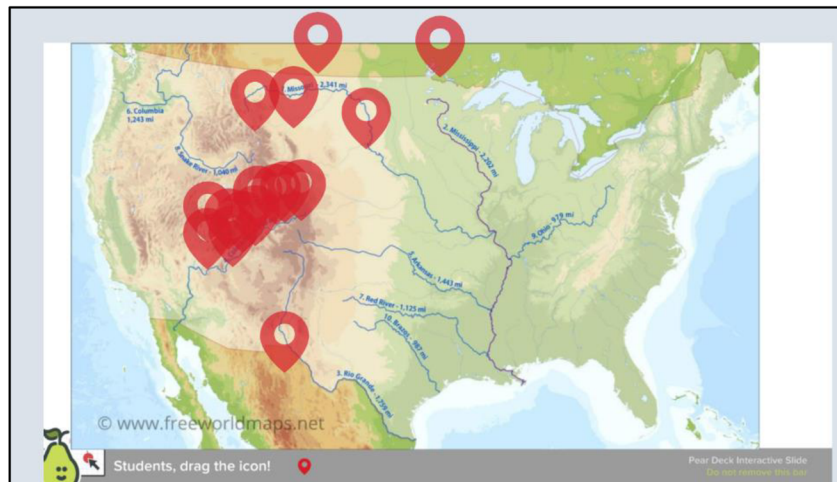 1. Missouri - 2,341 mi
6. Columbia
1,243 mi
2. Mississippi - 2,202 mi
8. Snake River - 1,040 mi
9. Ohio - 979 mi
5. Arkansas - 1,443 mi
7. Red River - 1,125 mi
10. Brazos - 967 mi
3. Rio Grande - 1,759 mi
© www.freeworldmaps.net
Students, drag the icon!
Pear Deck Interactive Slide
Do not remove this bar